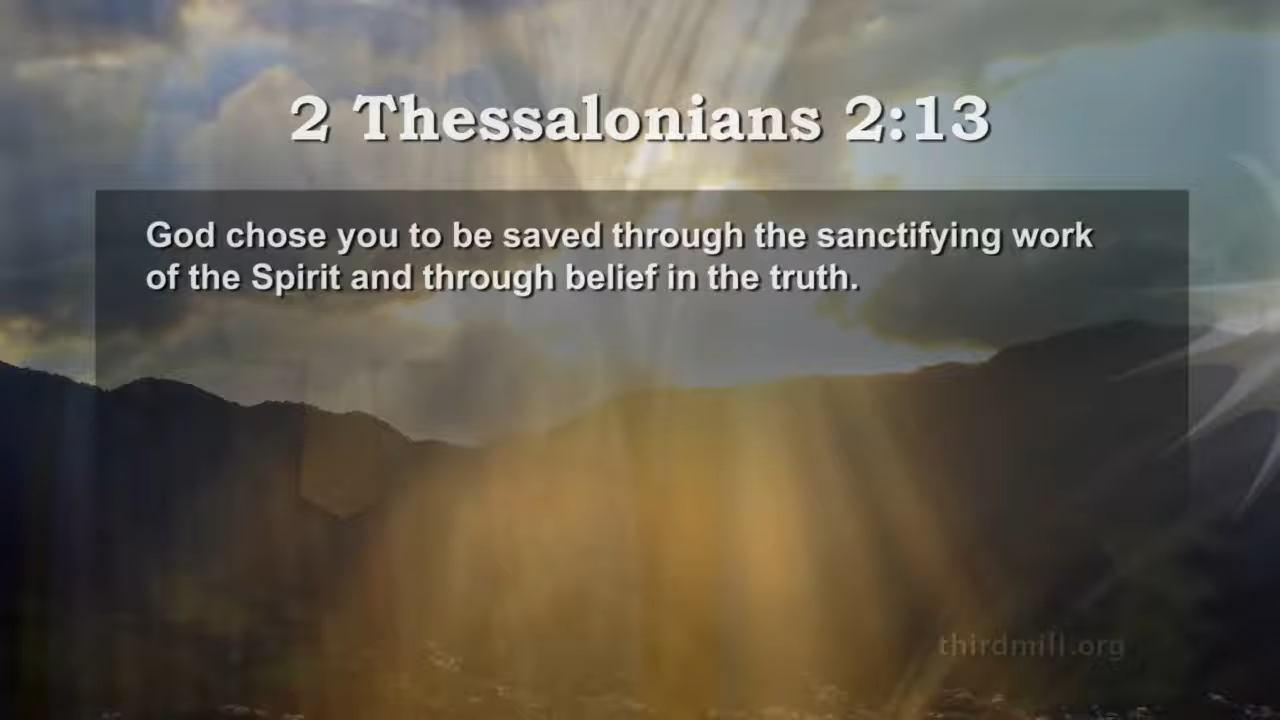 2 Thessalonians 2:13
God chose you to be saved through the sanctifying work
of the Spirit and through belief in the truth.
thirdmill.org